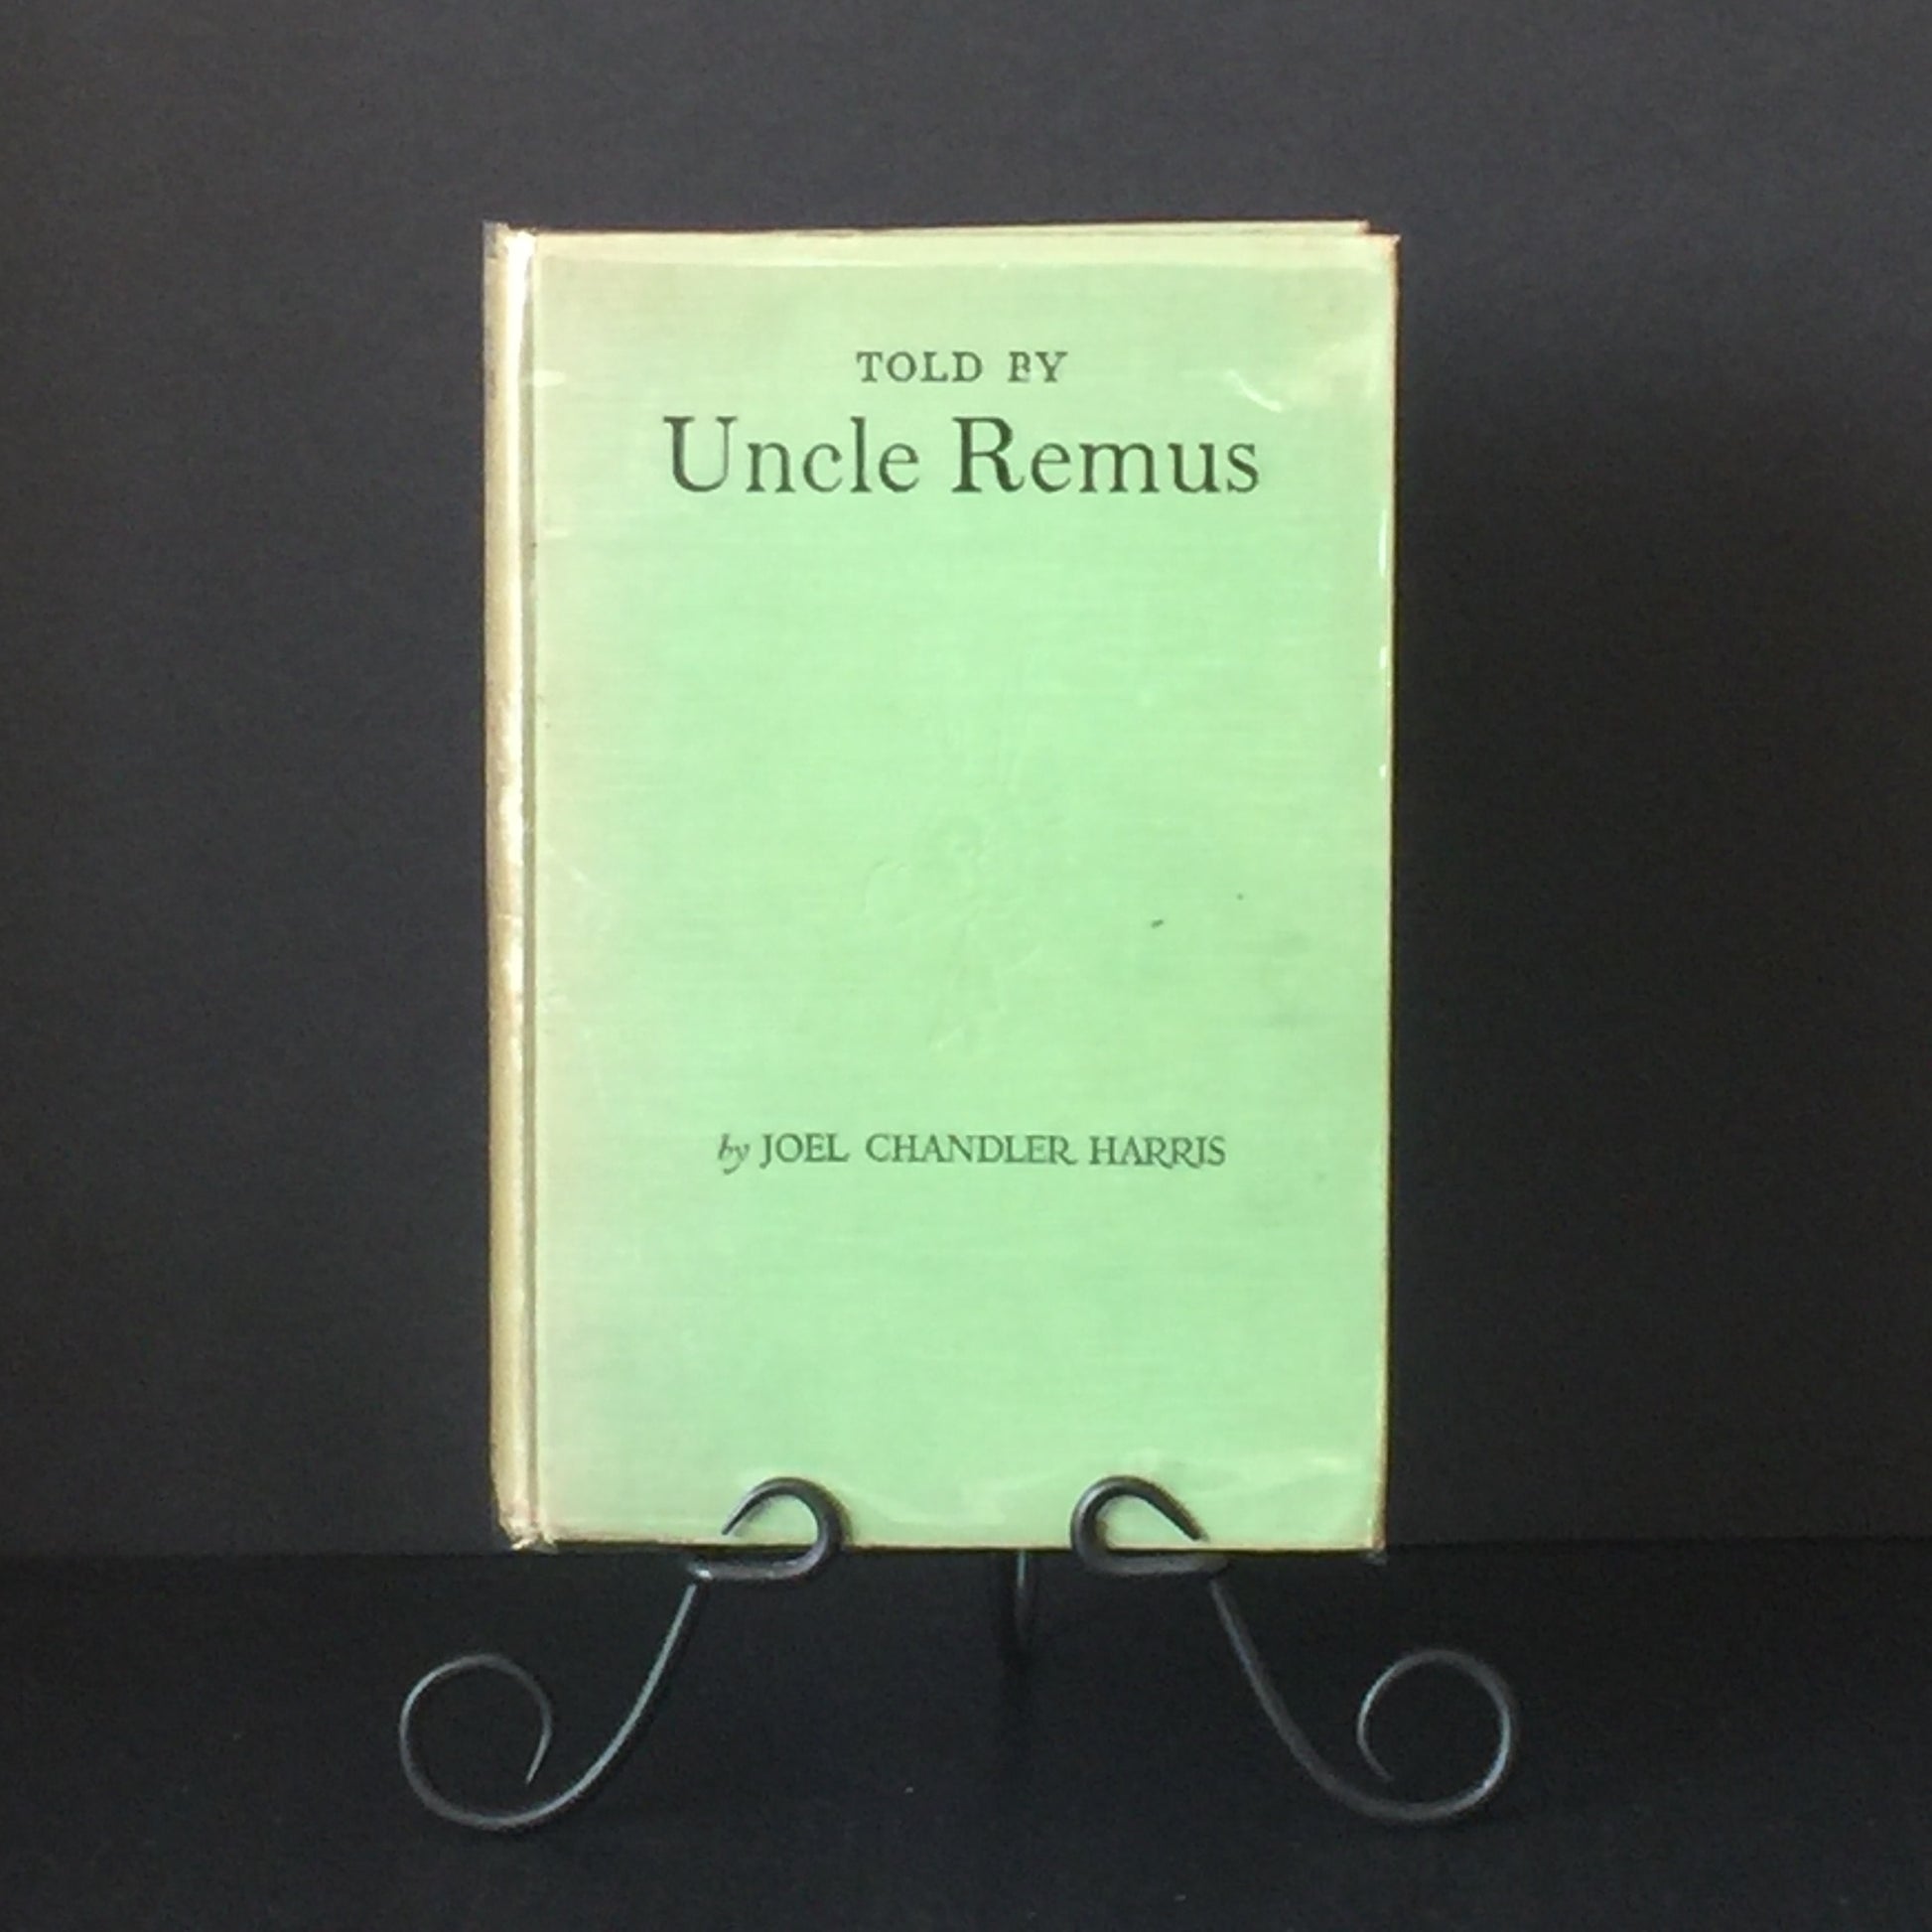 TOLD BY
Uncle Remus
by JOEL CHANDLER HARRIS